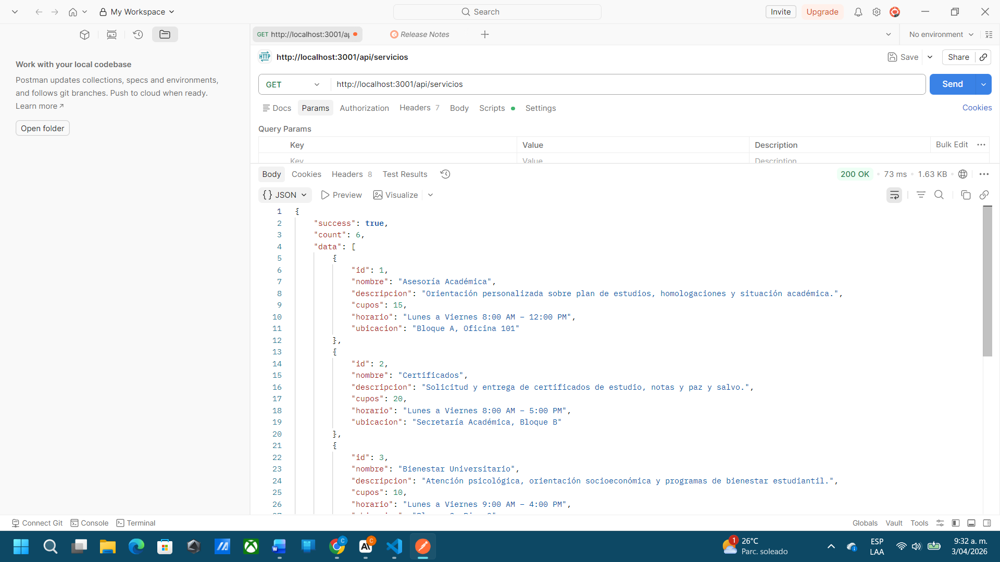 My Workspace
Search
Invite
Upgrade
GET http://localhost:3001/ap
Release Notes
No environment
Work with your local codebase
Postman updates collections, specs and environments,
and follows git branches. Push to cloud when ready.
Learn more ↗
Open folder
HTTP http://localhost:3001/api/servicios
Save
Share
GET
http://localhost:3001/api/servicios
Send
Docs Params Authorization Headers 7 Body Scripts Settings
Cookies
Query Params
Key Value Description Bulk Edit
Key Value Description
Body Cookies Headers 8 Test Results
200 OK 73 ms 1.63 KB
{ } JSON Preview Visualize
1 {
2 "success": true,
3 "count": 6,
4 "data": [
5 {
6 "id": 1,
7 "nombre": "Asesoría Académica",
8 "descripcion": "Orientación personalizada sobre plan de estudios, homologaciones y situación académica.",
9 "cupos": 15,
10 "horario": "Lunes a Viernes 8:00 AM – 12:00 PM",
11 "ubicacion": "Bloque A, Oficina 101"
12 },
13 {
14 "id": 2,
15 "nombre": "Certificados",
16 "descripcion": "Solicitud y entrega de certificados de estudio, notas y paz y salvo.",
17 "cupos": 20,
18 "horario": "Lunes a Viernes 8:00 AM – 5:00 PM",
19 "ubicacion": "Secretaría Académica, Bloque B"
20 },
21 {
22 "id": 3,
23 "nombre": "Bienestar Universitario",
24 "descripcion": "Atención psicológica, orientación socioeconómica y programas de bienestar estudiantil.",
25 "cupos": 10,
26 "horario": "Lunes a Viernes 9:00 AM – 4:00 PM",
Connect Git Console Terminal
Globals Vault Tools
1
26°C
Parc. soleado
ESP
LAA
9:32 a. m.
3/04/2026